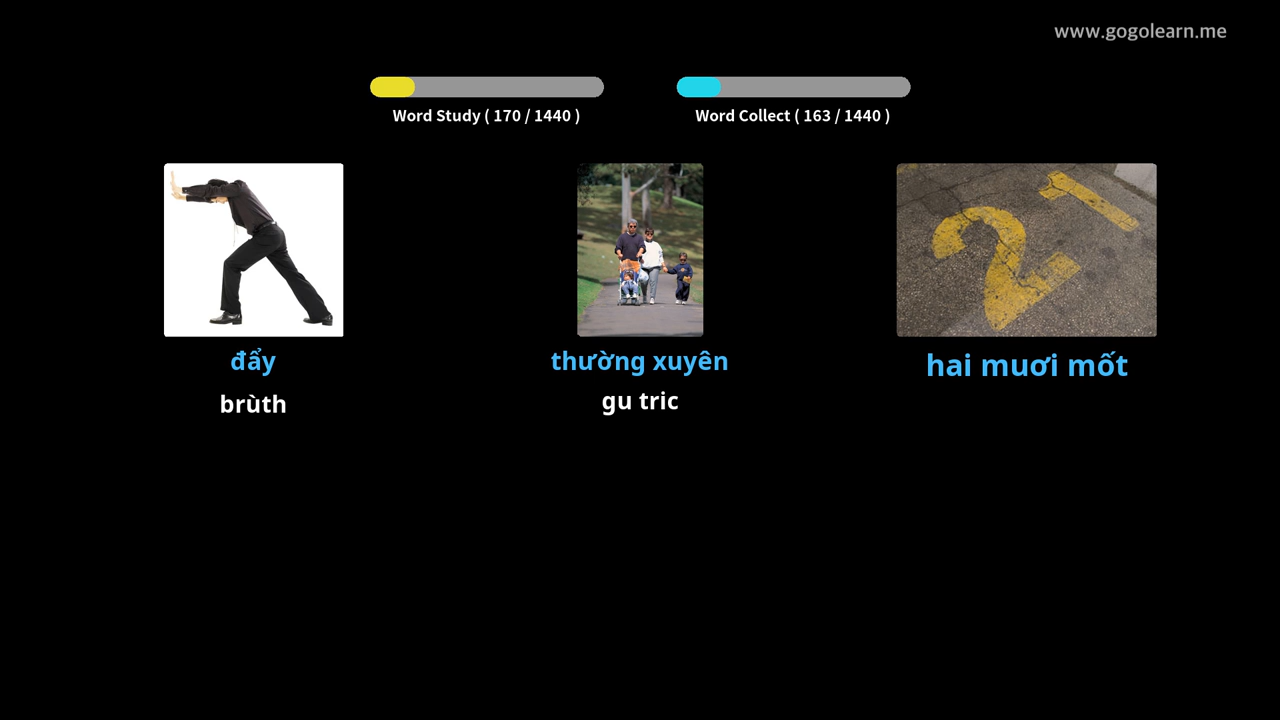 www.gogolearn.me
Word Study ( 170 / 1440 )
Word Collect ( 163 / 1440 )
21
đẩy
thường xuyên
hai mươi mốt
brùth
gu tric